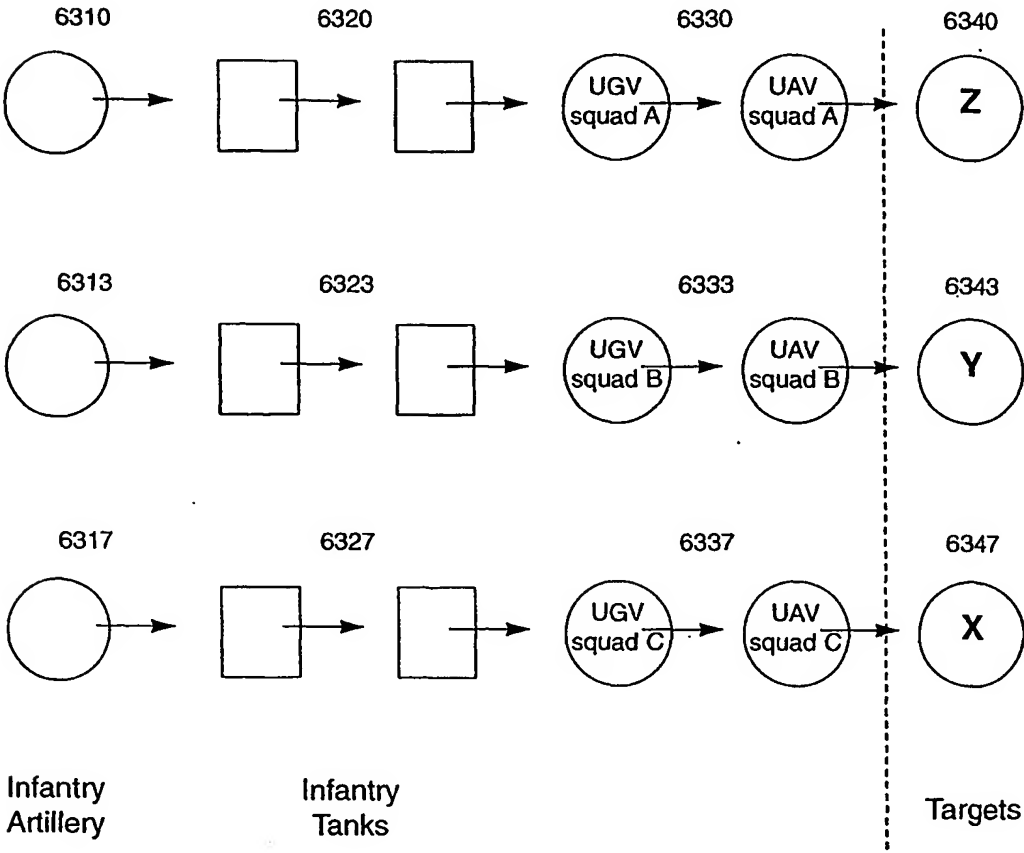 6310 6320 6330 6340
UGV squad A
UAV squad A
Z
6313 6323 6333 6343
UGV squad B
UAV squad B
Y
6317 6327 6337 6347
UGV squad C
UAV squad C
X
Infantry Artillery
Infantry Tanks
Targets